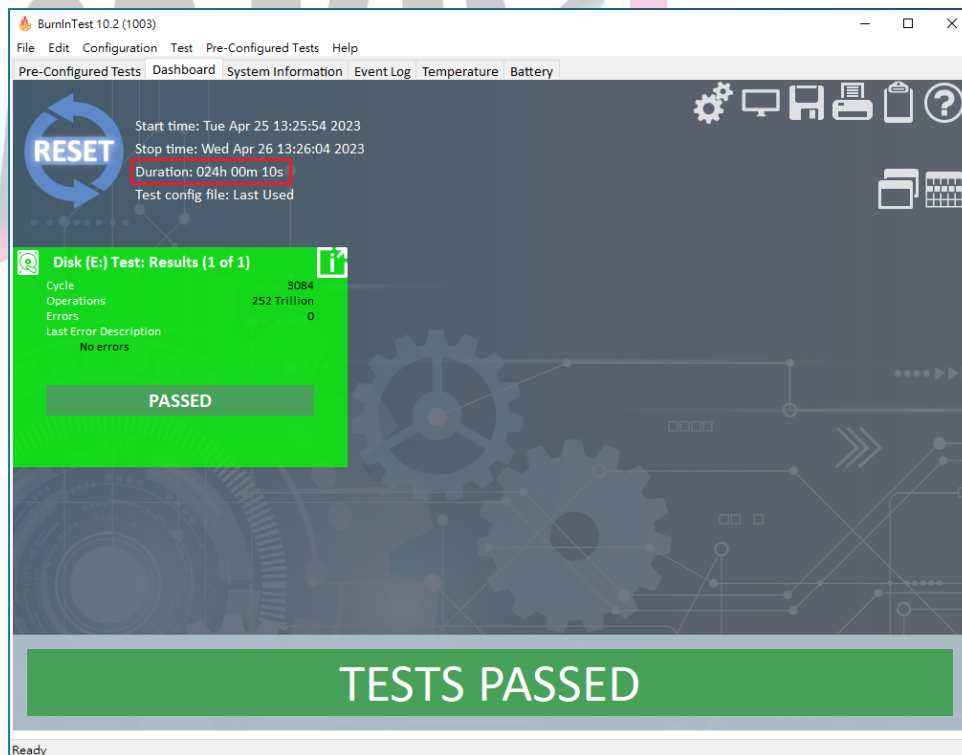 BurnInTest 10.2 (1003)
File Edit Configuration Test Pre-Configured Tests Help
Pre-Configured Tests Dashboard System Information Event Log Temperature Battery
RESET
Start time: Tue Apr 25 13:25:54 2023
Stop time: Wed Apr 26 13:26:04 2023
Duration: 024h 00m 10s
Test config file: Last Used
Disk (E:) Test: Results (1 of 1)
Cycle 3084
Operations 252 Trillion
Errors 0
Last Error Description
No errors
PASSED
TESTS PASSED
Ready